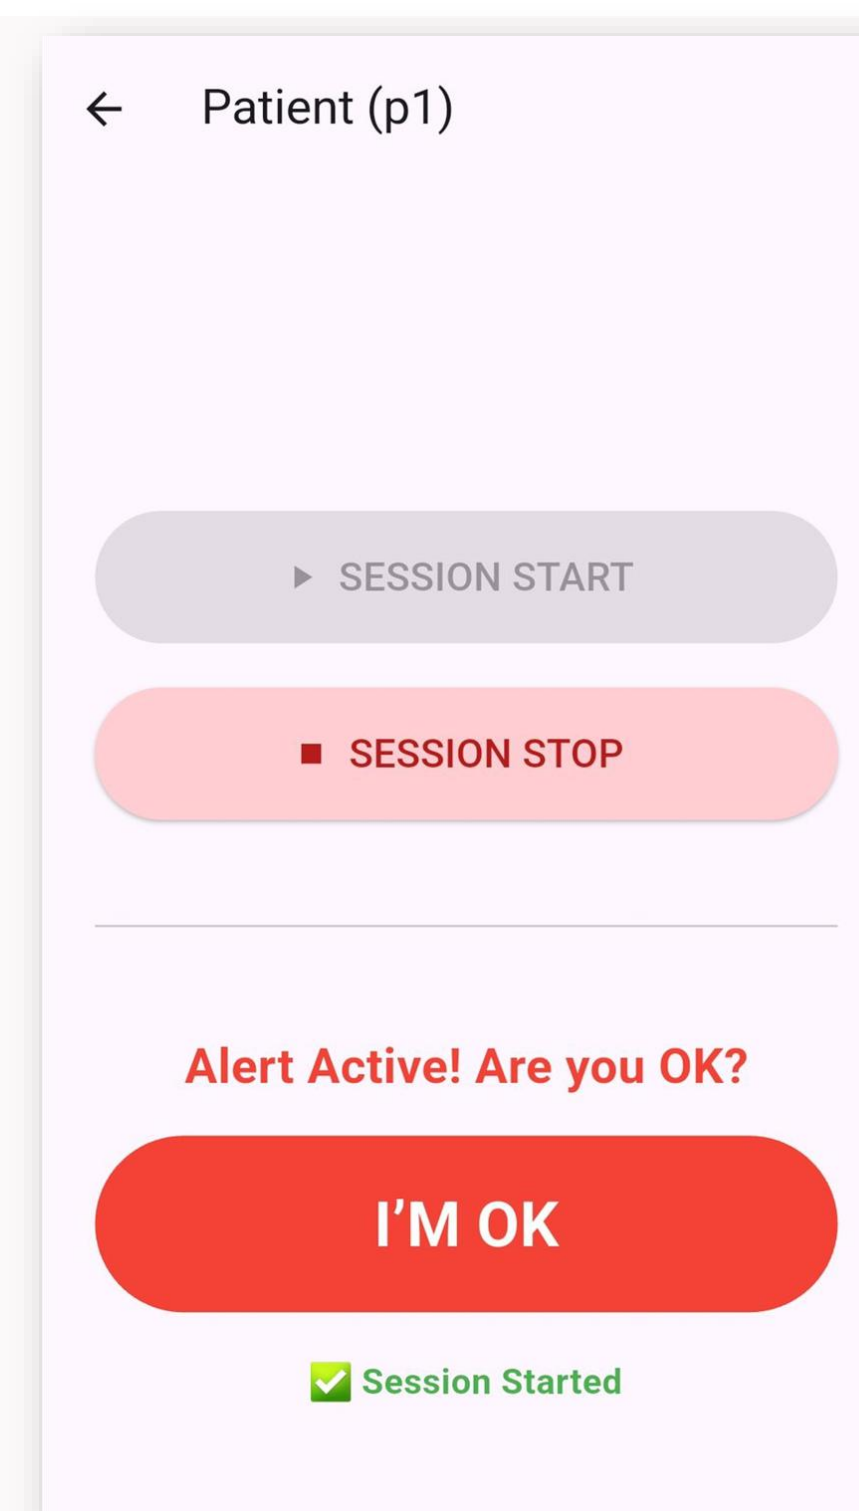 Patient (p1)
SESSION START
SESSION STOP
Alert Active! Are you OK?
I’M OK
Session Started